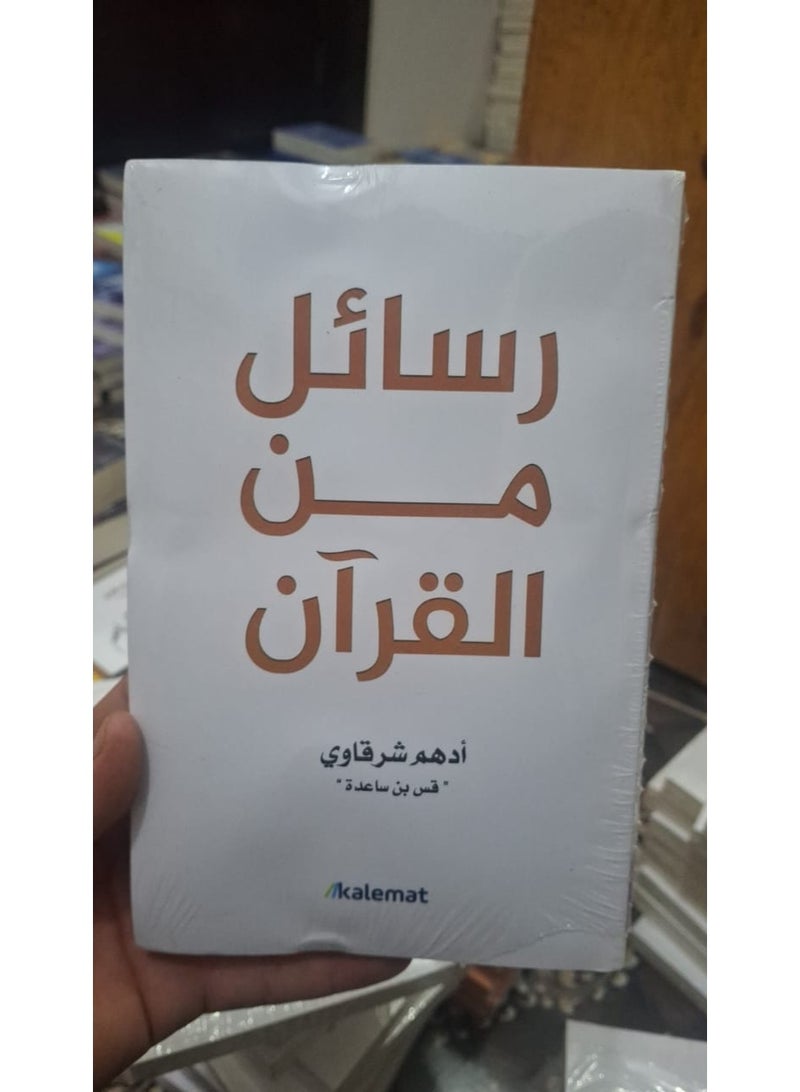 رسائل
من
القرآن
أدهم شرقاوي
"قس بن ساعدة"
kalemat